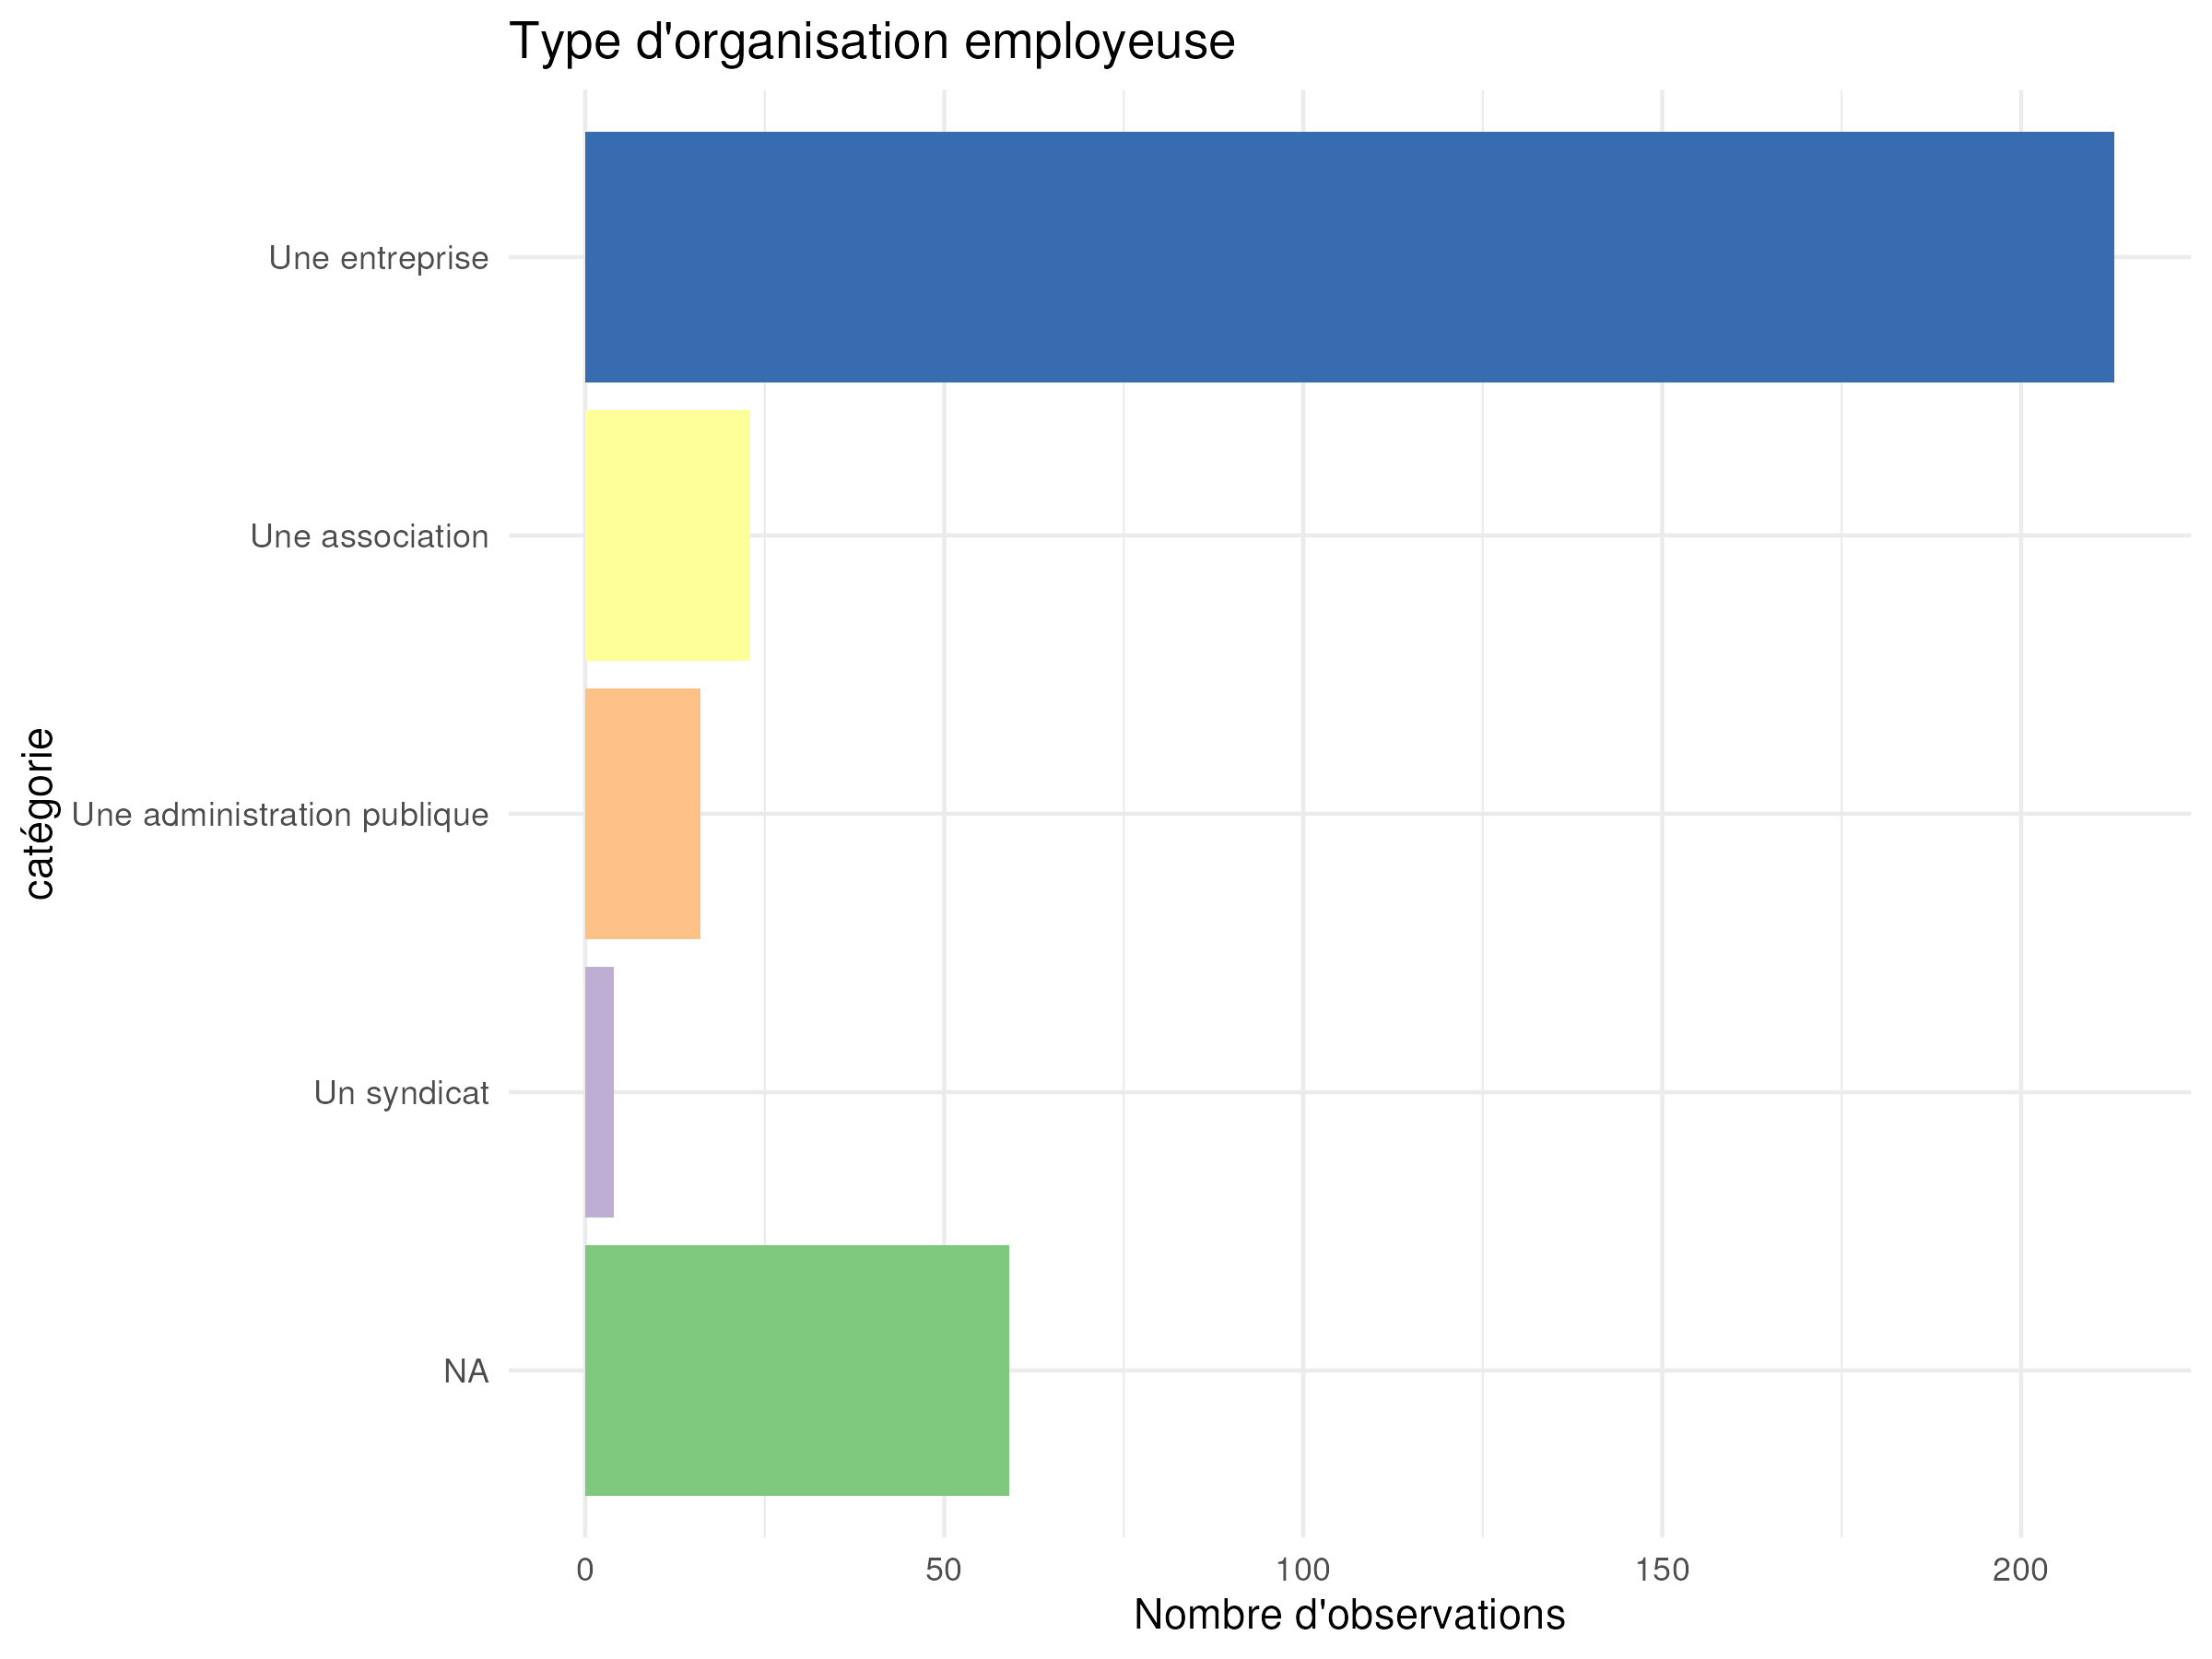 Type d'organisation employeuse
catégorie
Une entreprise
Une association
Une administration publique
Un syndicat
NA
0 50 100 150 200
Nombre d'observations